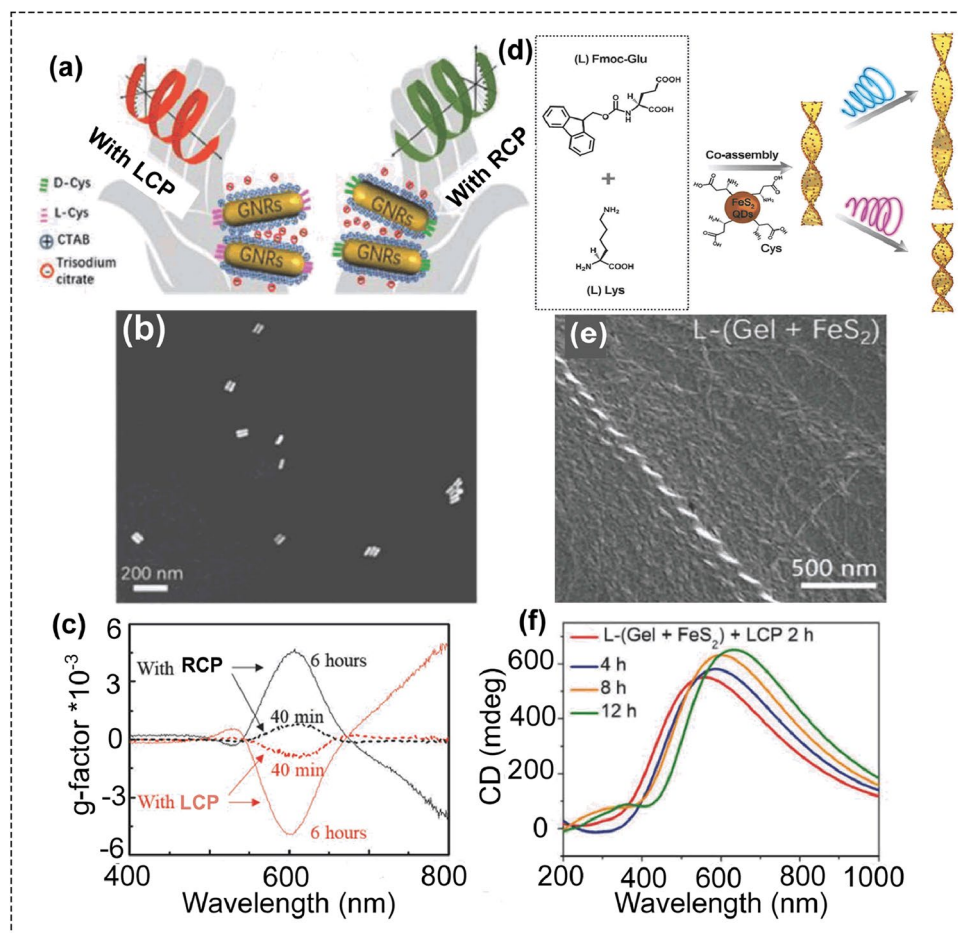 (a)
With LCP
With RCP
D-Cys
L-Cys
CTAB
Trisodium
citrate
GNRs
GNRs
GNRs
GNRs
(b)
200 nm
(c)
g-factor *10⁻³
6
3
0
-3
-6
With RCP
6 hours
40 min
40 min
With LCP
6 hours
400
500
600
700
800
Wavelength (nm)
(d)
(L) Fmoc-Glu
COOH
O
O
N
H
COOH
+
NH₂
H₂N
COOH
(L) Lys
Co-assembly
FeS₂
QDs
Cys
(e)
L-(Gel + FeS₂)
500 nm
(f)
CD (mdeg)
600
400
200
0
L-(Gel + FeS₂) + LCP 2 h
4 h
8 h
12 h
200
400
600
800
1000
Wavelength (nm)